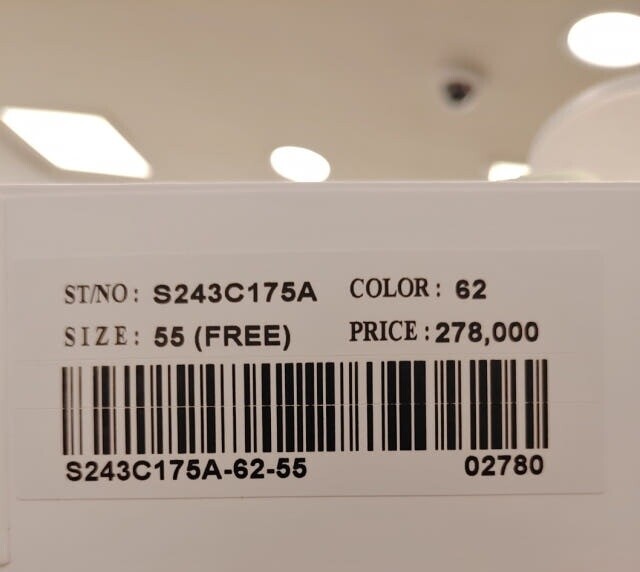 ST/NO: S243C175A COLOR: 62
SIZE: 55 (FREE) PRICE: 278,000
S243C175A-62-55 02780